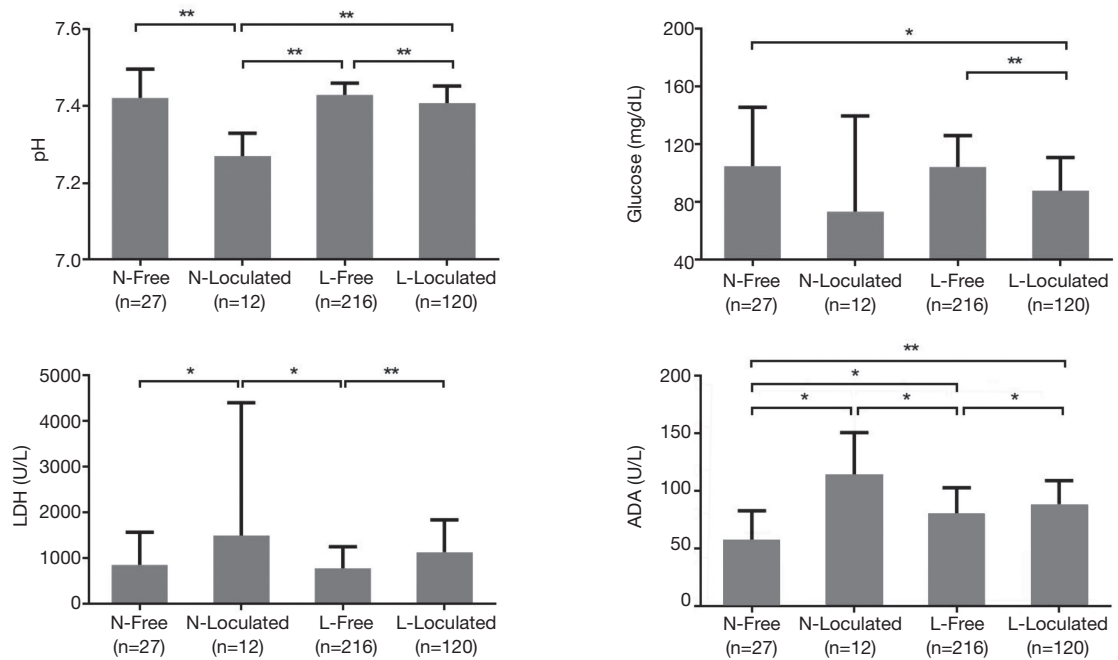 **
**
**
**
7.6
7.4
7.2
7.0
pH
N-Free
(n=27)
N-Loculated
(n=12)
L-Free
(n=216)
L-Loculated
(n=120)
*
**
200
160
120
80
40
Glucose (mg/dL)
N-Free
(n=27)
N-Loculated
(n=12)
L-Free
(n=216)
L-Loculated
(n=120)
*
*
**
5000
4000
3000
2000
1000
0
LDH (U/L)
N-Free
(n=27)
N-Loculated
(n=12)
L-Free
(n=216)
L-Loculated
(n=120)
**
*
*
*
*
200
150
100
50
0
ADA (U/L)
N-Free
(n=27)
N-Loculated
(n=12)
L-Free
(n=216)
L-Loculated
(n=120)